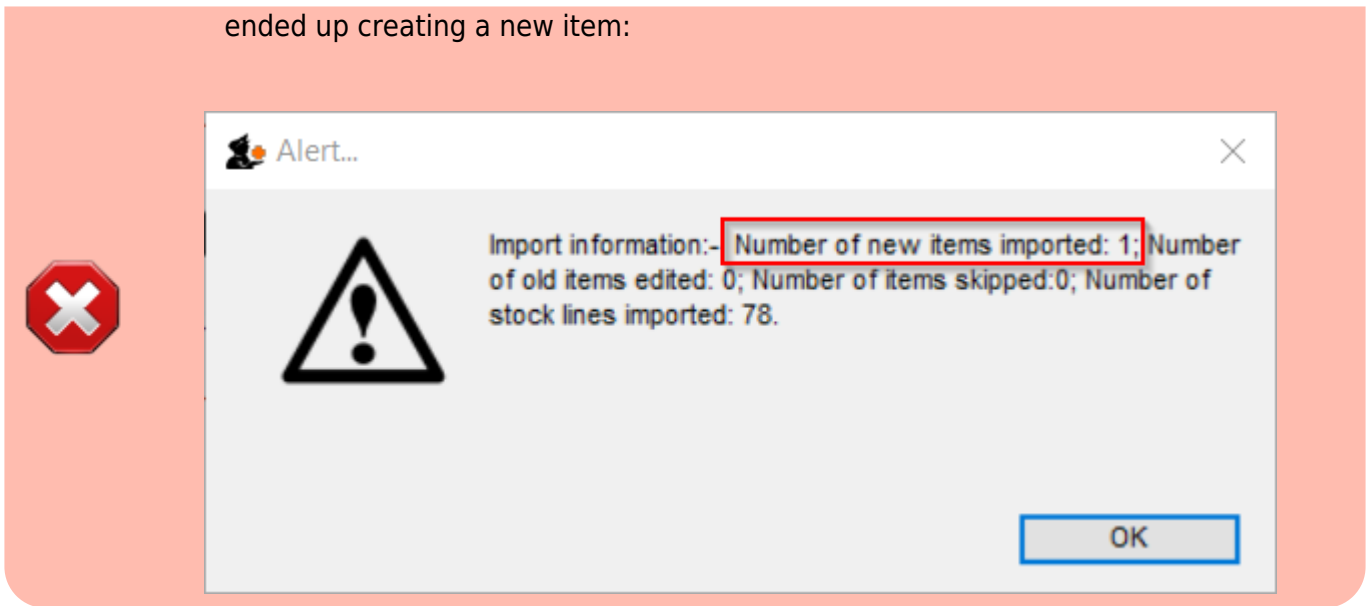 ended up creating a new item:
Alert...
Import information:- Number of new items imported: 1; Number
of old items edited: 0; Number of items skipped:0; Number of
stock lines imported: 78.
OK